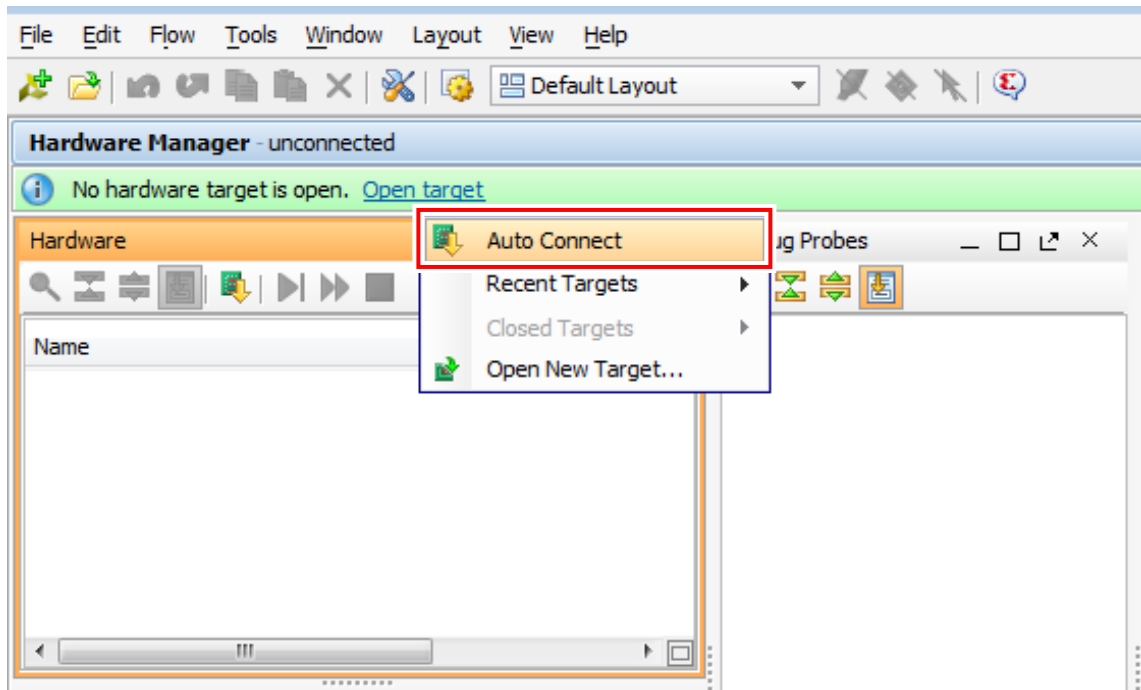 File Edit Flow Tools Window Layout View Help
Default Layout
Hardware Manager - unconnected
No hardware target is open. Open target
Hardware
Auto Connect
Probes
Recent Targets
Name
Closed Targets
Open New Target...